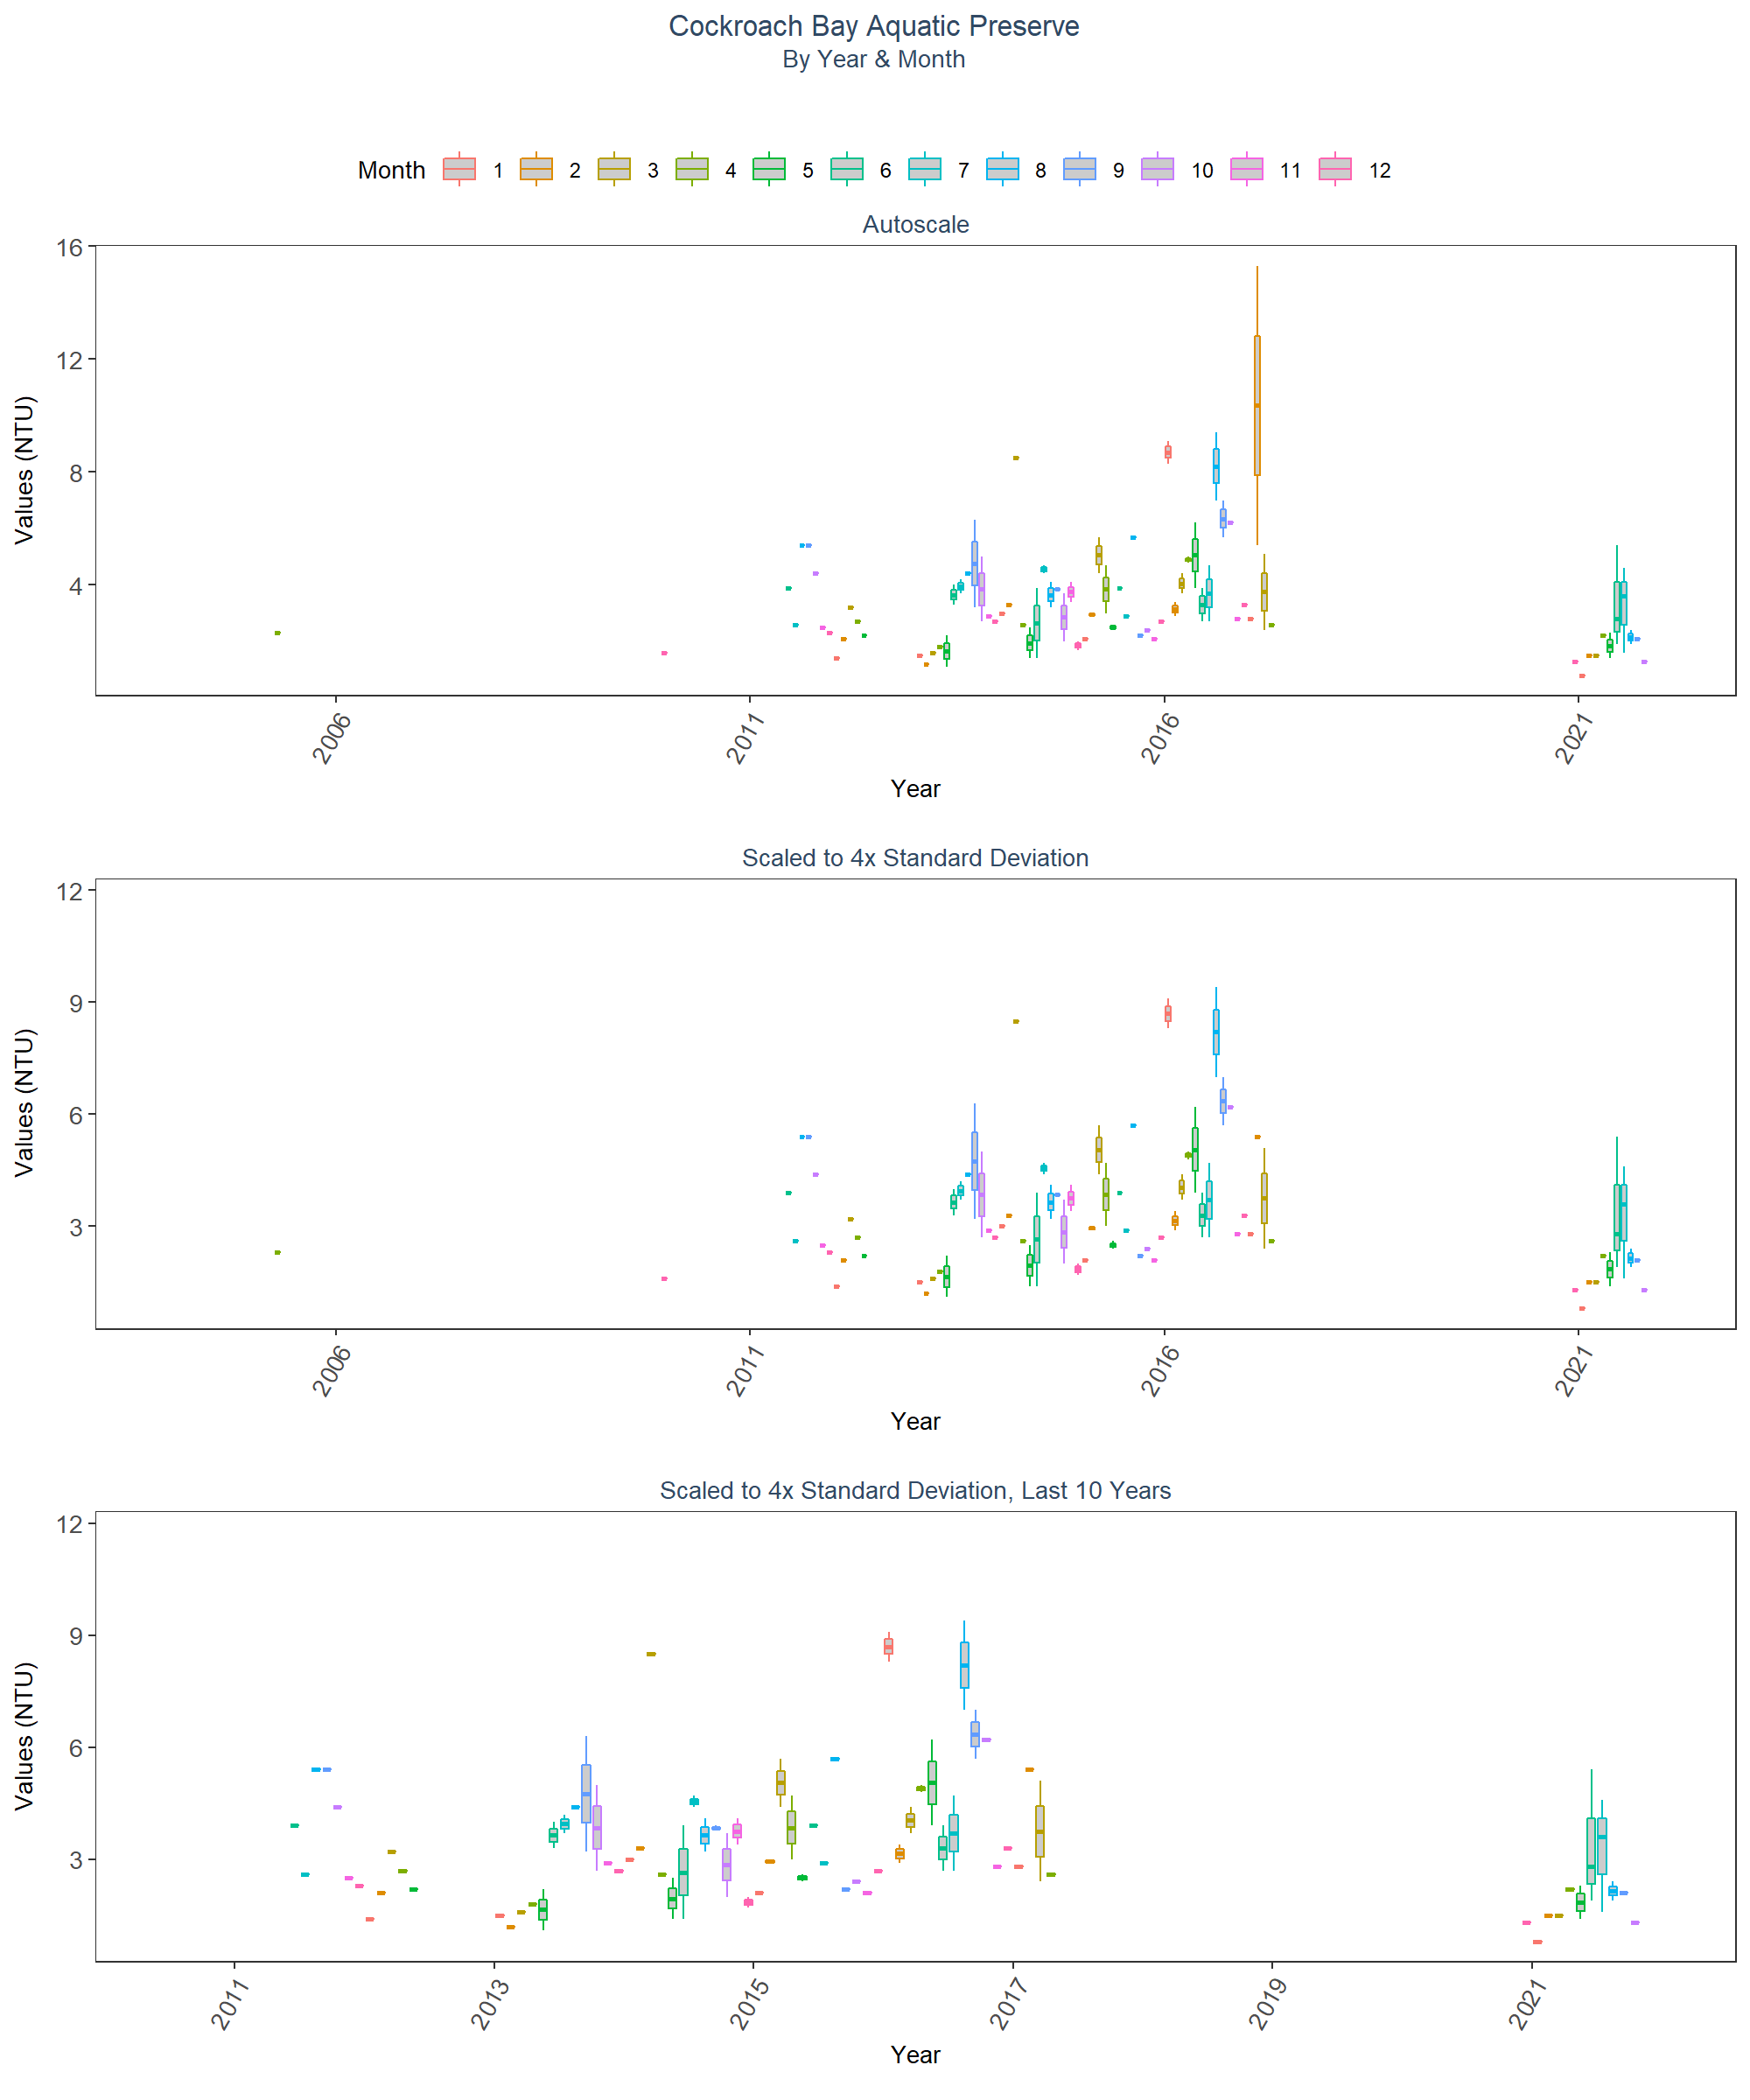 Cockroach Bay Aquatic Preserve
By Year & Month
Month 1 2 3 4 5 6 7 8 9 10 11 12
Autoscale
16
12
8
4
Values (NTU)
2006 2011 2016 2021
Year
Scaled to 4x Standard Deviation
12
9
6
3
Values (NTU)
2006 2011 2016 2021
Year
Scaled to 4x Standard Deviation, Last 10 Years
12
9
6
3
Values (NTU)
2011 2013 2015 2017 2019 2021
Year